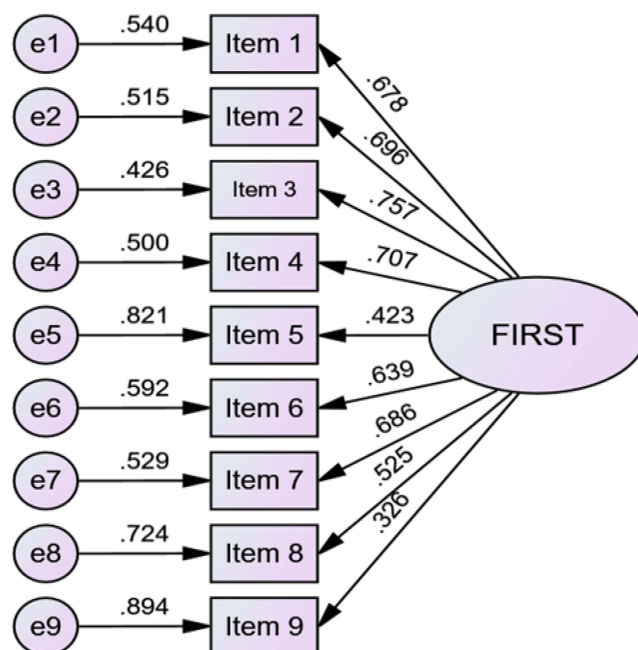 e1 .540 Item 1 .678
e2 .515 Item 2 .696
e3 .426 Item 3 .757
e4 .500 Item 4 .707
e5 .821 Item 5 .423 FIRST
e6 .592 Item 6 .639
e7 .529 Item 7 .686
e8 .724 Item 8 .525
e9 .894 Item 9 .326